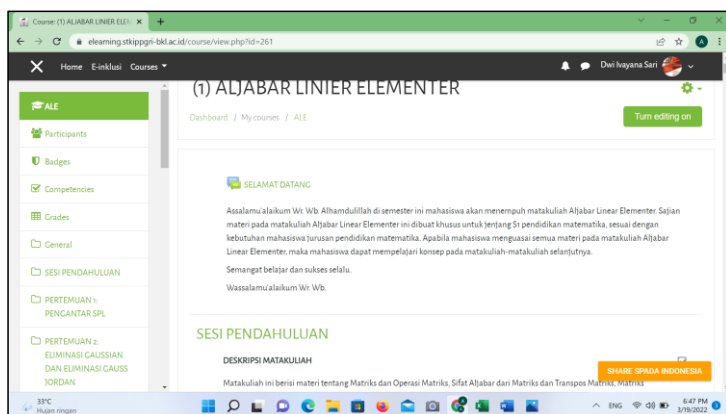 Course: (1) ALJABAR LINIER ELEM
elearning.stkippgri-bkl.ac.id/course/view.php?id=261
Home E-inklusi Courses
Dwi Ivayana Sari
ALE
Participants
Badges
Competencies
Grades
General
SESI PENDAHULUAN
PERTEMUAN 1:
PENGANTAR SPL
PERTEMUAN 2:
ELIMINASI GAUSSIAN
DAN ELIMINASI GAUSS
JORDAN
(1) ALJABAR LINIER ELEMENTER
Dashboard / My courses / ALE
Turn editing on
SELAMAT DATANG
Assalamu'alaikum Wr. Wb. Alhamdulillah di semester ini mahasiswa akan menempuh matakuliah Aljabar Linear Elementer. Sajian
materi pada matakuliah Aljabar Linear Elementer ini dibuat khusus untuk jenjang S1 pendidikan matematika, sesuai dengan
kebutuhan mahasiswa jurusan pendidikan matematika. Apabila mahasiswa menguasai semua materi pada matakuliah Aljabar
Linear Elementer, maka mahasiswa dapat mempelajari konsep pada matakuliah-matakuliah selanjutnya.
Semangat belajar dan sukses selalu.
Wassalamu'alaikum Wr. Wb.
SESI PENDAHULUAN
DESKRIPSI MATAKULIAH
Matakuliah ini berisi materi tentang Matriks dan Operasi Matriks, Sifat Aljabar dari Matriks dan Transpos Matriks, Matriks
SHARE SPADA INDONESIA
33°C
Hujan ringan
ENG
6:47 PM
3/19/2022